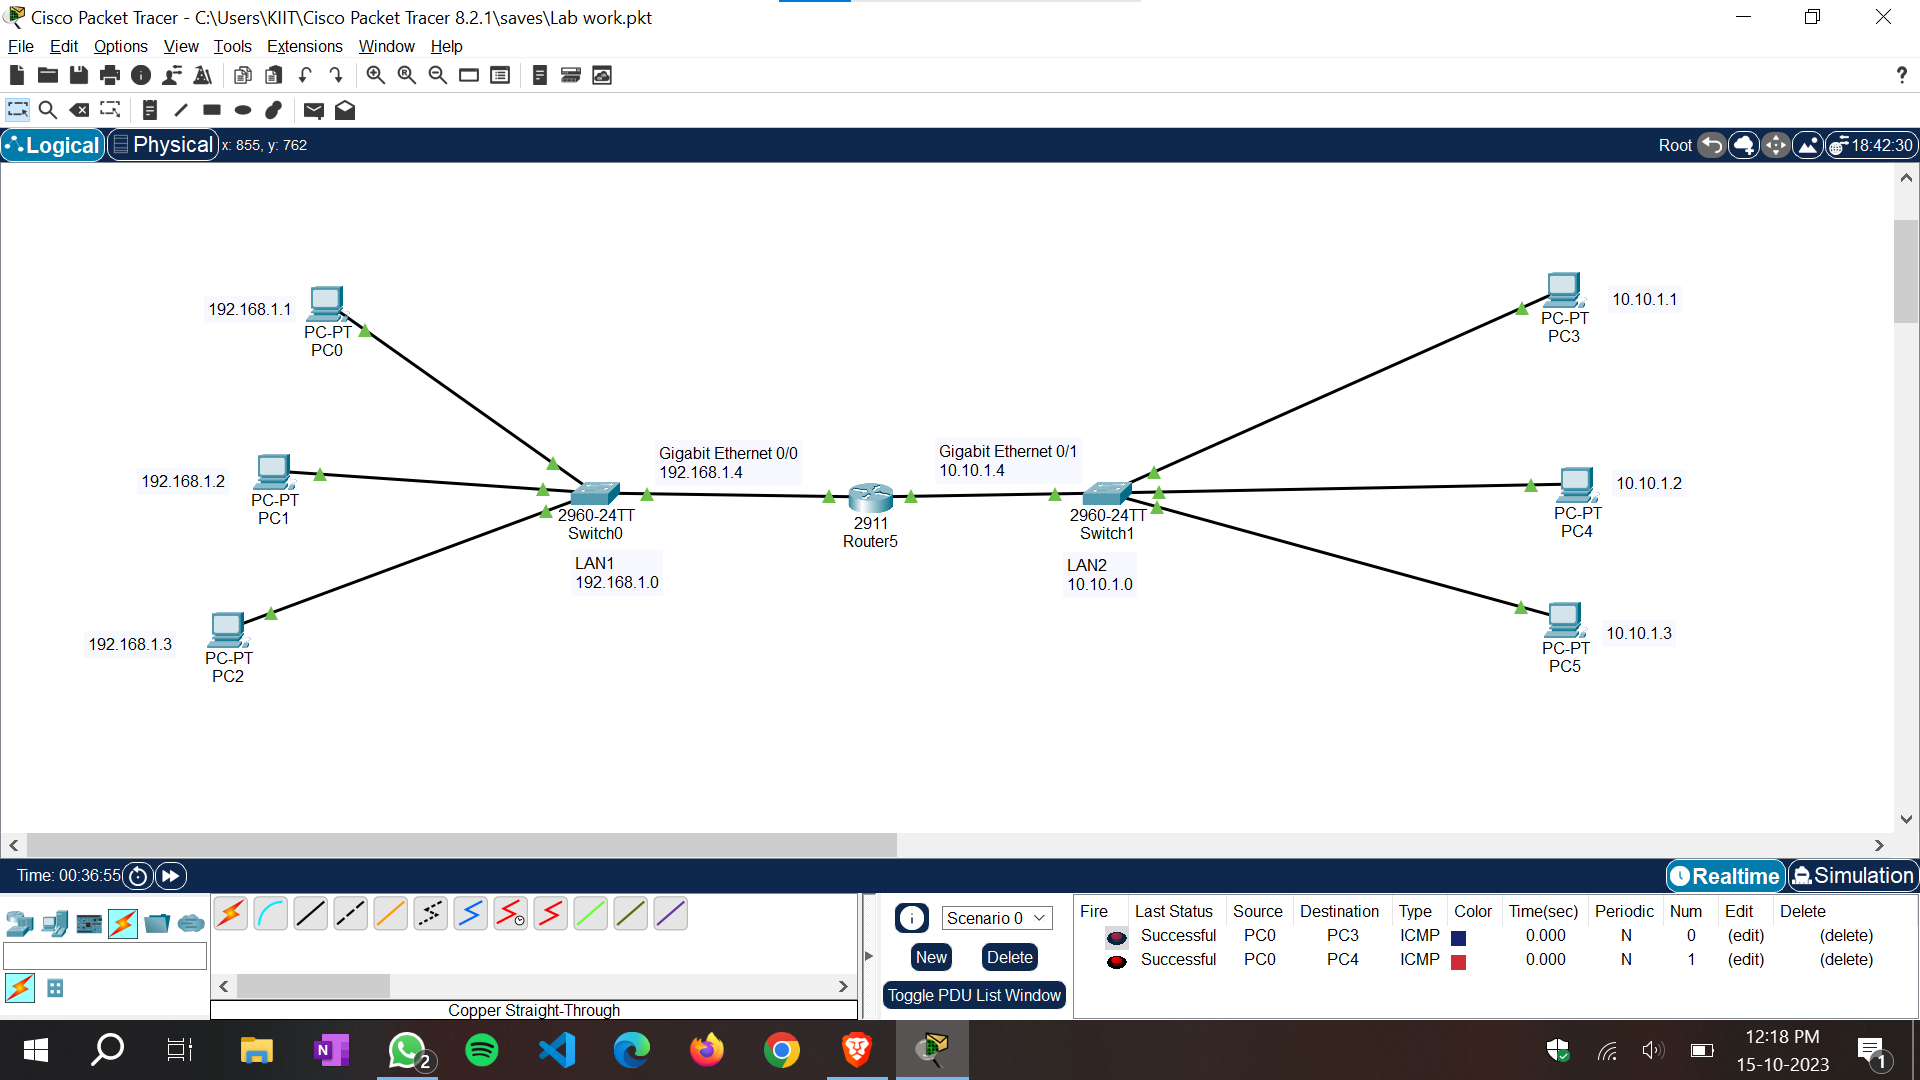 Cisco Packet Tracer - C:\Users\KIIT\Cisco Packet Tracer 8.2.1\saves\Lab work.pkt
File Edit Options View Tools Extensions Window Help
?
Logical Physical x: 855, y: 762 Root 18:42:30
192.168.1.1
PC-PT
PC0
10.10.1.1
PC-PT
PC3
192.168.1.2
PC-PT
PC1
Gigabit Ethernet 0/0
192.168.1.4
Gigabit Ethernet 0/1
10.10.1.4
10.10.1.2
PC-PT
PC4
2960-24TT
Switch0
2911
Router5
2960-24TT
Switch1
LAN1
192.168.1.0
LAN2
10.10.1.0
192.168.1.3
PC-PT
PC2
10.10.1.3
PC-PT
PC5
Time: 00:36:55 Realtime Simulation
Scenario 0
New Delete
Toggle PDU List Window
Fire Last Status Source Destination Type Color Time(sec) Periodic Num Edit Delete
Successful PC0 PC3 ICMP 0.000 N 0 (edit) (delete)
Successful PC0 PC4 ICMP 0.000 N 1 (edit) (delete)
Copper Straight-Through
N 2 12:18 PM
15-10-2023 1